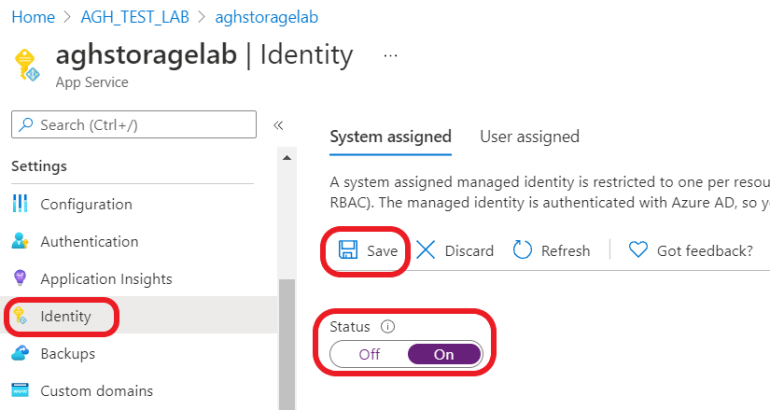 Home > AGH_TEST_LAB > aghstoragelab
aghstoragelab | Identity ...
App Service
Search (Ctrl+/)
«
Settings
Configuration
Authentication
Application Insights
Identity
Backups
Custom domains
System assigned User assigned
A system assigned managed identity is restricted to one per resou
RBAC). The managed identity is authenticated with Azure AD, so y
Save Discard Refresh Got feedback?
Status
Off On